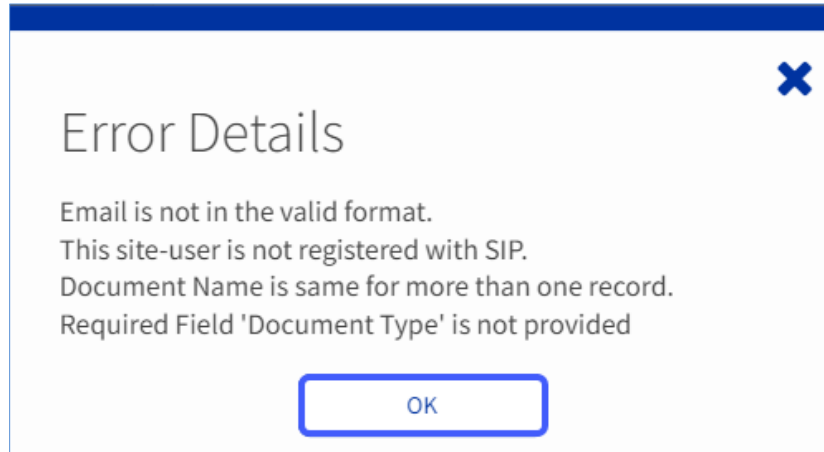 Error Details
Email is not in the valid format.
This site-user is not registered with SIP.
Document Name is same for more than one record.
Required Field 'Document Type' is not provided
OK